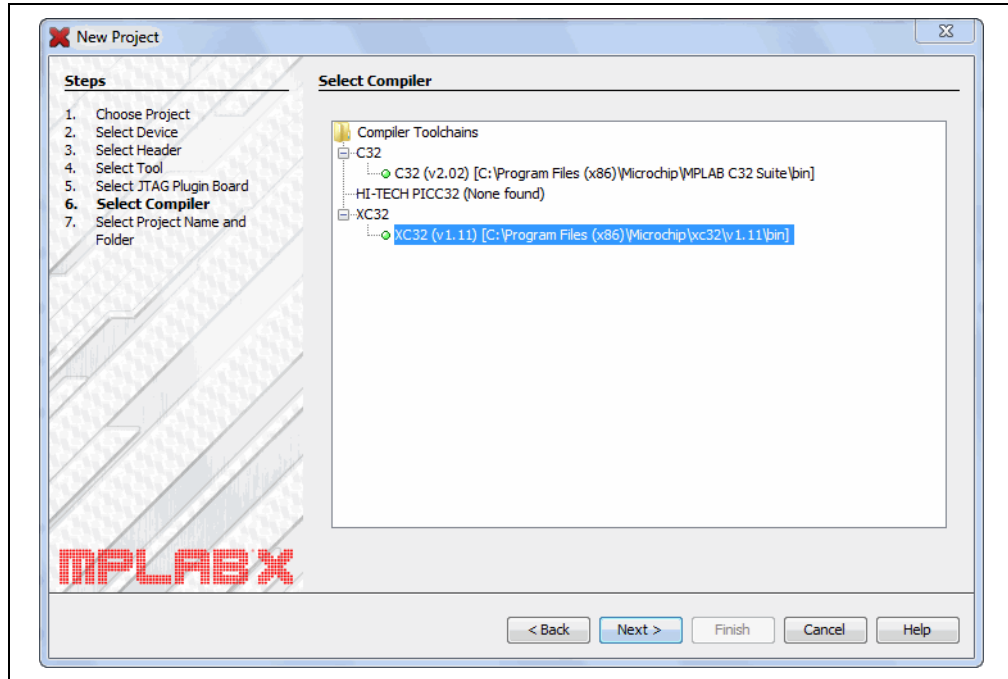 New Project
Steps
1. Choose Project
2. Select Device
3. Select Header
4. Select Tool
5. Select JTAG Plugin Board
6. Select Compiler
7. Select Project Name and
Folder
Select Compiler
Compiler Toolchains
C32
C32 (v2.02) [C:\Program Files (x86)\Microchip\MPLAB C32 Suite\bin]
HI-TECH PICC32 (None found)
XC32
XC32 (v1.11) [C:\Program Files (x86)\Microchip\xc32\v1.11\bin]
MPLAB X
< Back
Next >
Finish
Cancel
Help